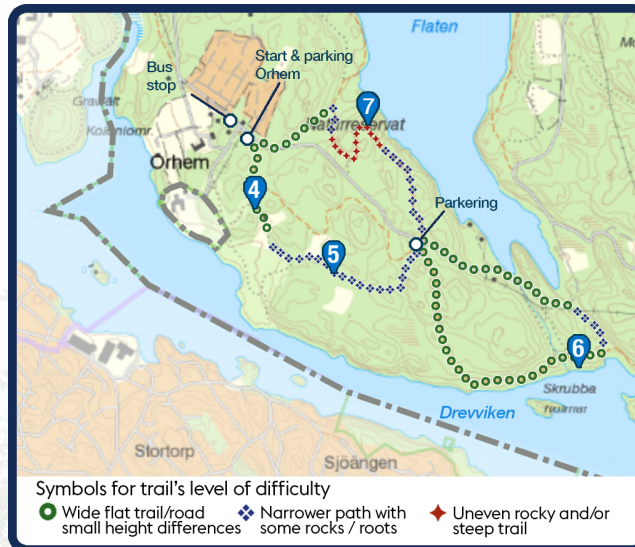 Flaten
Start & parking
Orhem
Bus
stop
7
Naturreservat
Koloniomr.
Orhem
4
Parkering
5
6
Skrubba
Drevviken
holmar
Stortorp
Sjöängen
Symbols for trail's level of difficulty
Wide flat trail/road
small height differences
Narrower path with
some rocks / roots
Uneven rocky and/or
steep trail